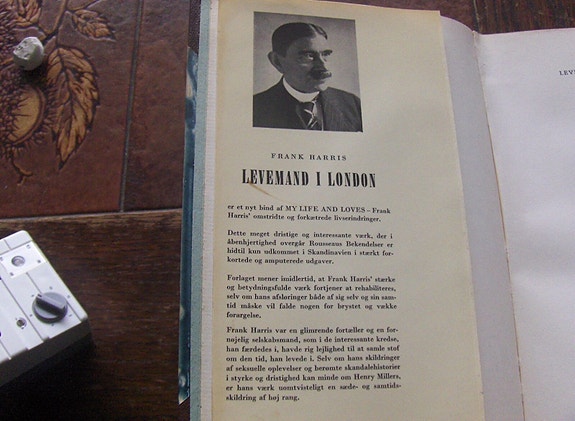 FRANK HARRIS
LEVEMAND I LONDON
er et nyt bind af MY LIFE AND LOVES – Frank
Harris' omstridte og forkætrede livserindringer.
Dette meget dristige og interessante værk, der i
åbenhjertighed overgår Rousseaus Bekendelser er
hidtil kun udkommet i Skandinavien i stærkt for-
kortede og amputerede udgaver.
Forlaget mener imidlertid, at Frank Harris' stærke
og betydningsfulde værk fortjener at rehabiliteres,
selv om hans afsløringer både af sig selv og sin sam-
tid måske vil falde nogen for brystet og vække
forargelse.
Frank Harris var en glimrende fortæller og en for-
nøjelig selskabsmand, som i de interessante kredse,
han færdedes i, havde rig lejlighed til at samle stof
om den tid, han levede i. Selv om hans skildringer
af seksuelle oplevelser og berømte skandalehistorier
i styrke og dristighed kan minde om Henry Millers,
er hans værk uomtvisteligt en sæde- og samtids-
skildring af høj rang.